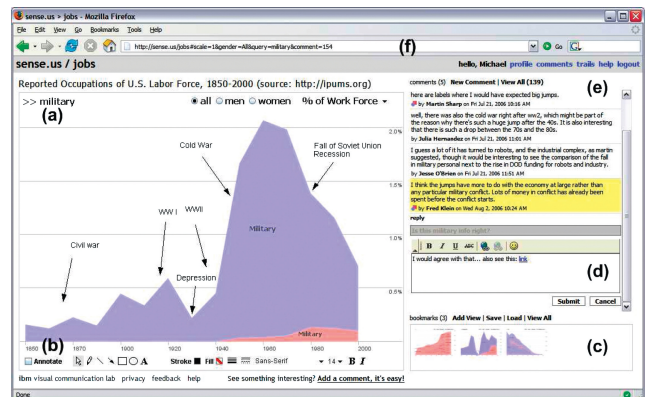 sense.us > jobs - Mozilla Firefox
File Edit View Go Bookmarks Tools Help
http://sense.us/jobs#scale=1&gender=All&query=military&comment=154
(f)
Go
sense.us / jobs
hello, Michael profile comments trails help logout
Reported Occupations of U.S. Labor Force, 1850-2000 (source: http://ipums.org)
>> military
all men women
% of Work Force
(a)
2.0%
1.5%
1.0%
0.5%
Cold War
Fall of Soviet Union
Recession
WW I
WWII
Military
Civil war
Depression
Military
1860 1880 1900 1920 1940 1960 1980 2000
(b)
Annotate
A
Stroke
Fill
Sans-Serif
14
B I
ibm visual communication lab privacy feedback help
See something interesting? Add a comment, it's easy!
comments (5) New Comment | View All (139)
(e)
here are labels where I would have expected big jumps.
by Martin Sharp on Fri Jul 21, 2006 10:16 AM
well, there was also the cold war right after ww2, which might be part of
the reason why there's such a huge jump after the 40s. It is also interesting
that there is such a drop between the 70s and the 80s.
by Julia Hernandez on Fri Jul 21, 2006 11:01 AM
I guess a lot of it has turned to robots, and the industrial complex, as martin
suggested, though it would be interesting to see the comparison of the fall
in military personel next to the rise in DOD funding for robots and industry.
by Jesse O'Brien on Fri Jul 21, 2006 11:51 AM
I think the jumps have more to do with the economy at large rather than
any particular military conflict. Lots of money in conflict has already been
spent before the conflict starts.
by Fred Klein on Wed Aug 2, 2006 10:24 AM
reply
Is this military info right?
B I U ABC
I would agree with that... also see this: link
(d)
Submit Cancel
bookmarks (3) Add View | Save | Load | View All
(c)
Done